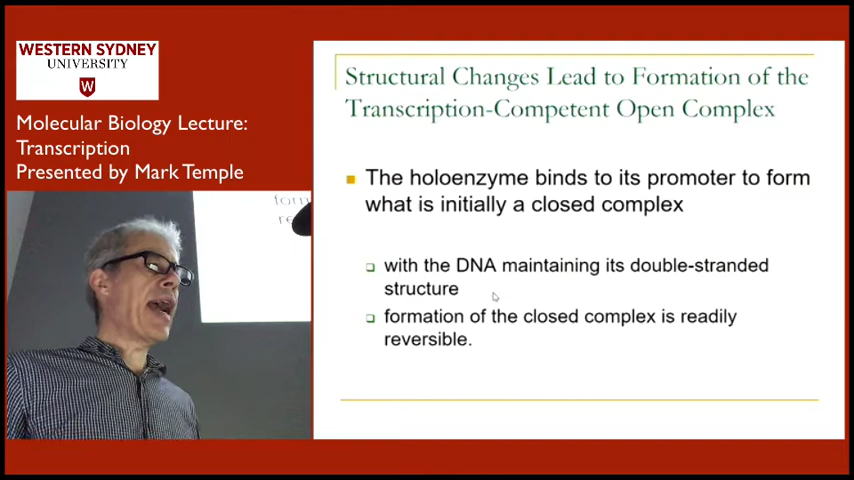 WESTERN SYDNEY
UNIVERSITY
W
Molecular Biology Lecture:
Transcription
Presented by Mark Temple
form
re
Structural Changes Lead to Formation of the
Transcription-Competent Open Complex
The holoenzyme binds to its promoter to form
what is initially a closed complex
with the DNA maintaining its double-stranded
structure
formation of the closed complex is readily
reversible.